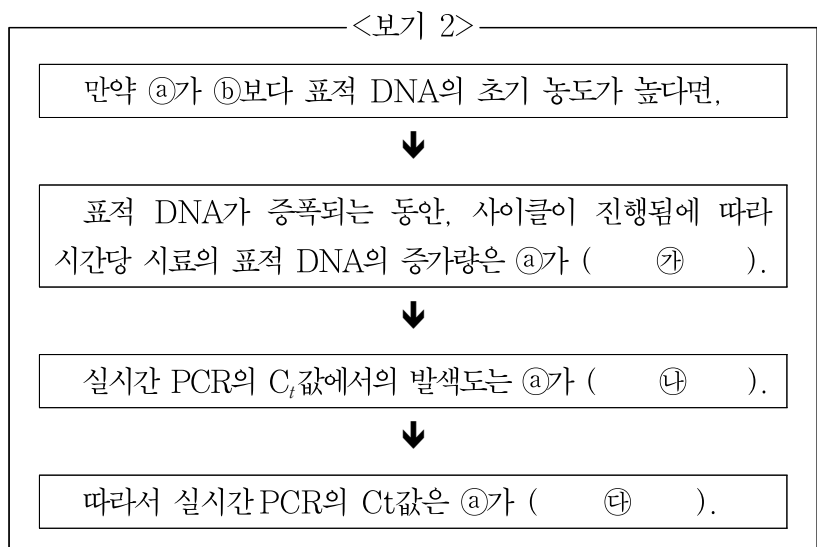 <보기 2>
만약 ⓐ가 ⓑ보다 표적 DNA의 초기 농도가 높다면,
↓
표적 DNA가 증폭되는 동안, 사이클이 진행됨에 따라
시간당 시료의 표적 DNA의 증가량은 ⓐ가 ( ㉮ ).
↓
실시간 PCR의 Cₜ값에서의 발색도는 ⓐ가 ( ㉯ ).
↓
따라서 실시간 PCR의 Ct값은 ⓐ가 ( ㉰ ).